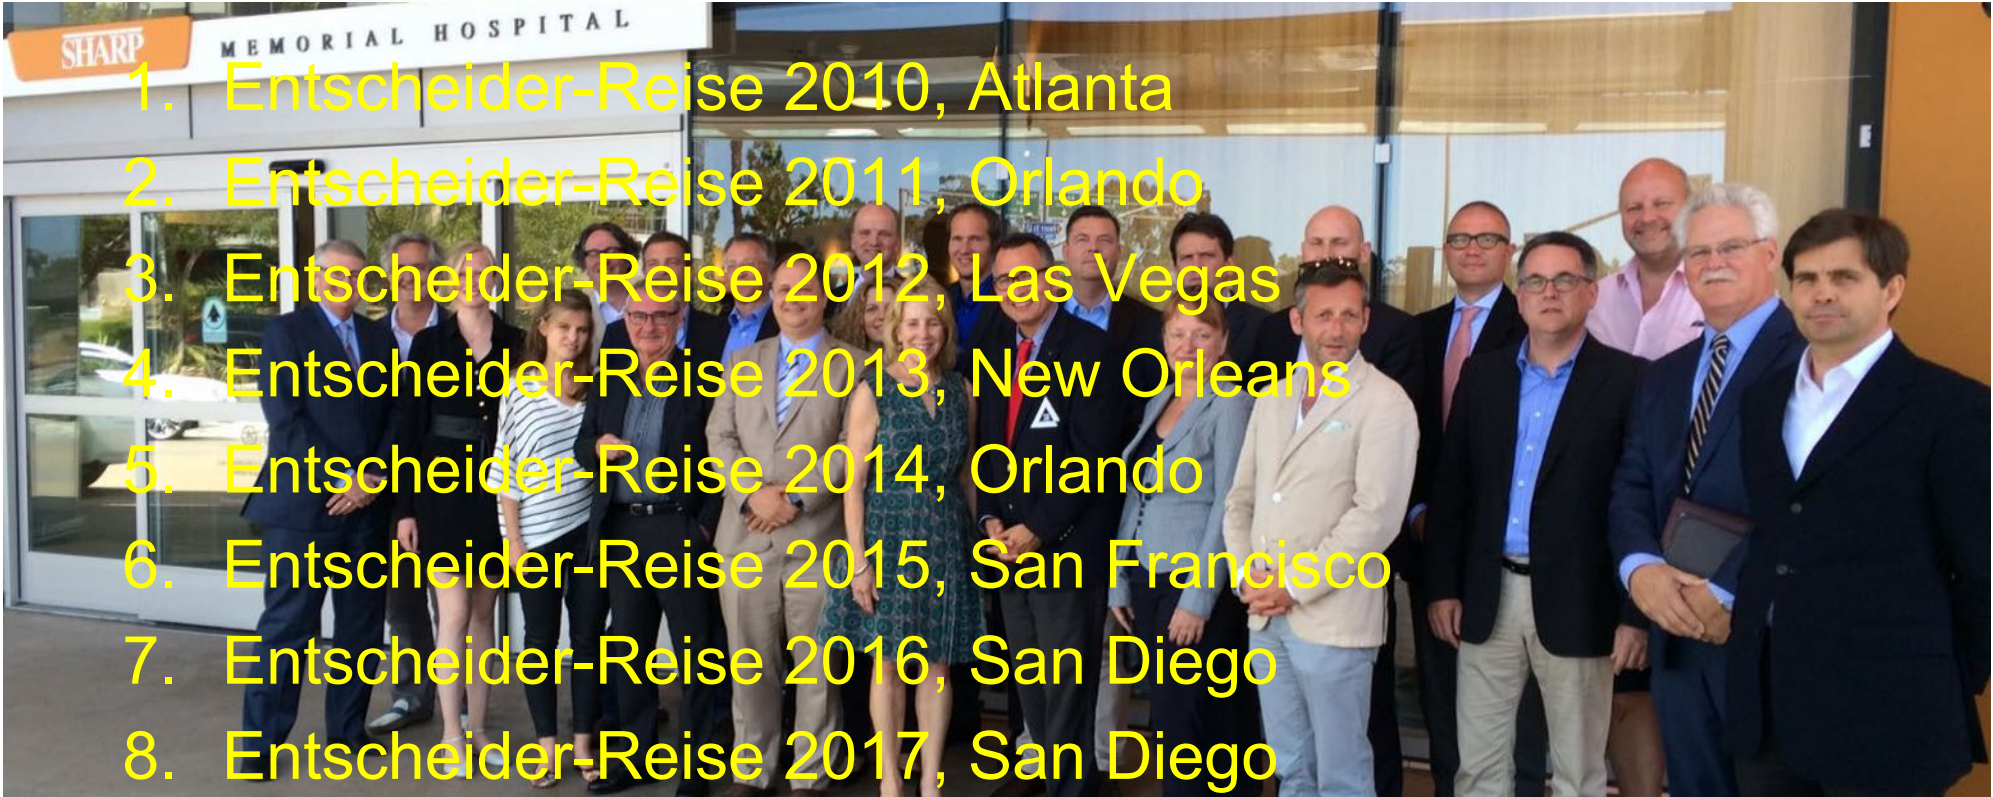 SHARP MEMORIAL HOSPITAL
1. Entscheider-Reise 2010, Atlanta
2. Entscheider-Reise 2011, Orlando
3. Entscheider-Reise 2012, Las Vegas
4. Entscheider-Reise 2013, New Orleans
5. Entscheider-Reise 2014, Orlando
6. Entscheider-Reise 2015, San Francisco
7. Entscheider-Reise 2016, San Diego
8. Entscheider-Reise 2017, San Diego